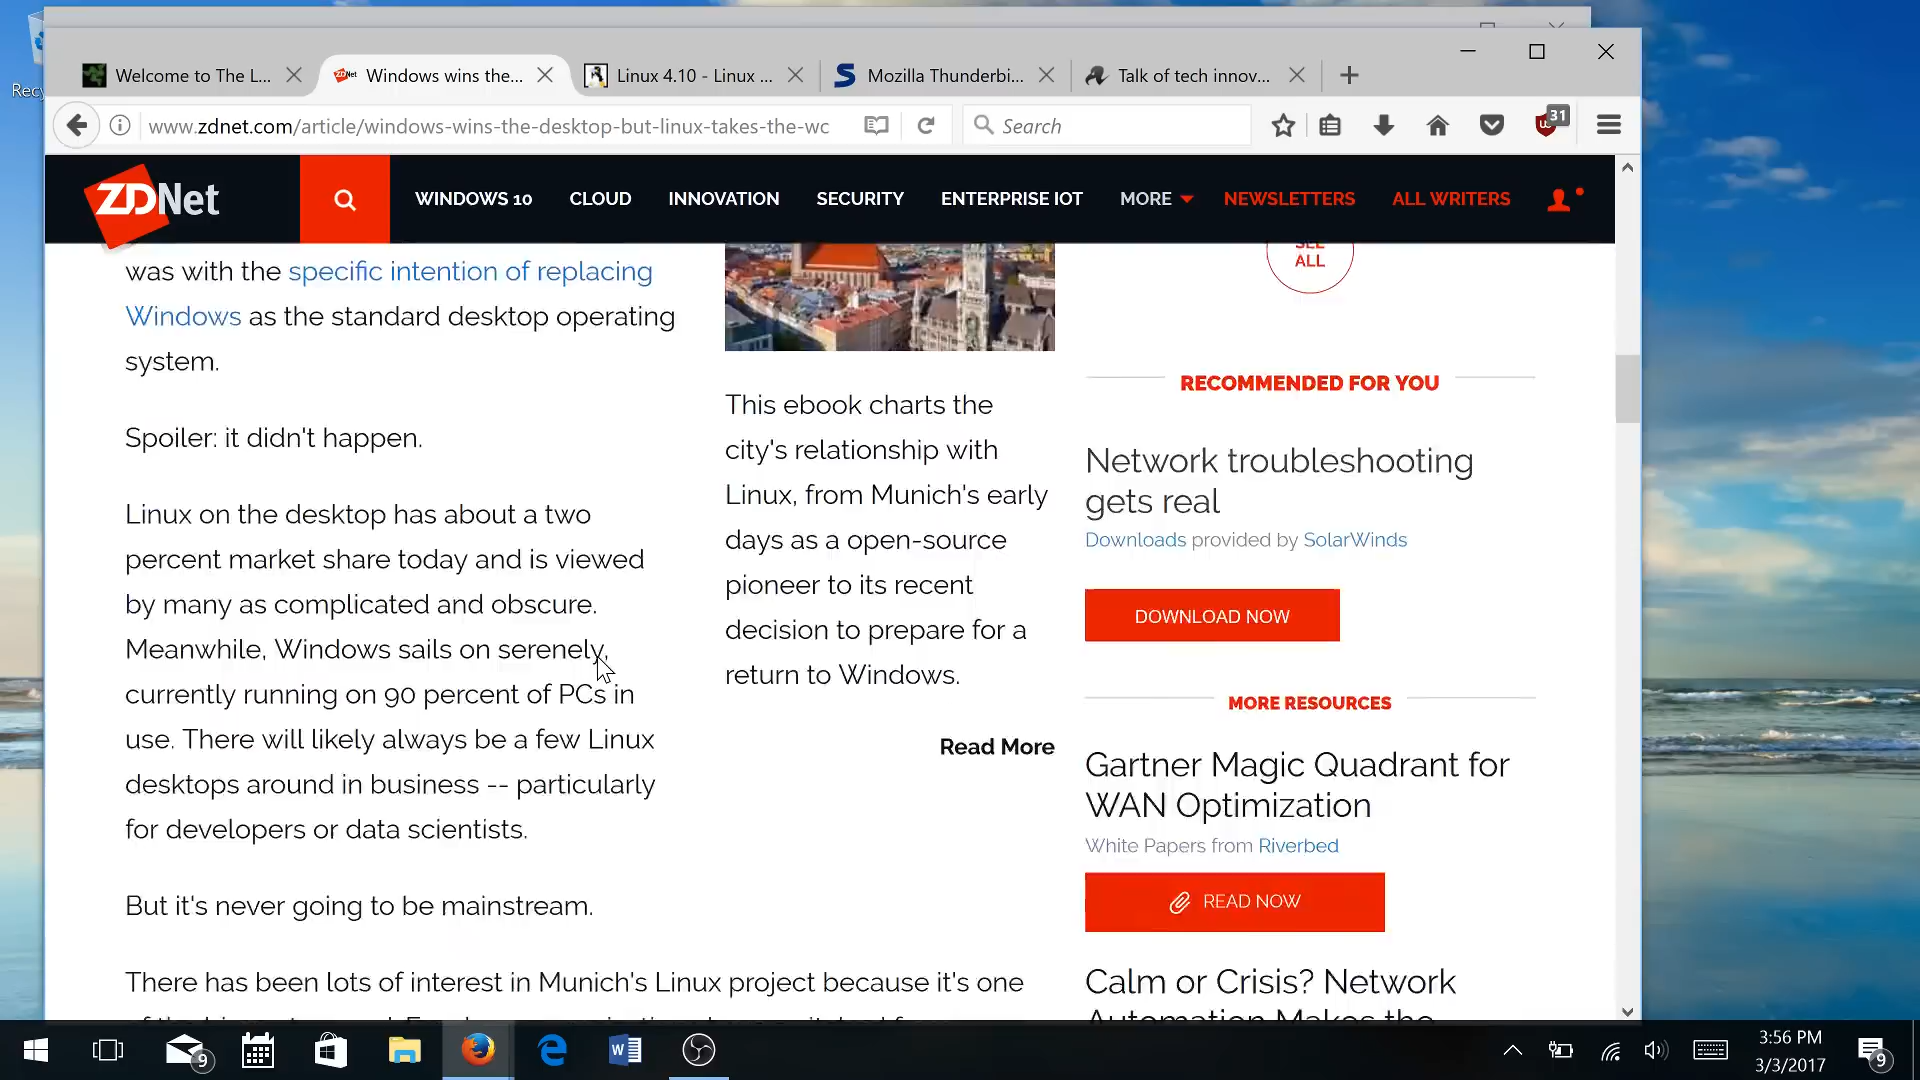 Welcome to The L...
Windows wins the...
Linux 4.10 - Linux ...
Mozilla Thunderbi...
Talk of tech innov...
www.zdnet.com/article/windows-wins-the-desktop-but-linux-takes-the-wc
Search
31
ZDNet
WINDOWS 10
CLOUD
INNOVATION
SECURITY
ENTERPRISE IOT
MORE
NEWSLETTERS
ALL WRITERS
was with the specific intention of replacing
Windows as the standard desktop operating
system.
Spoiler: it didn't happen.
Linux on the desktop has about a two
percent market share today and is viewed
by many as complicated and obscure.
Meanwhile, Windows sails on serenely,
currently running on 90 percent of PCs in
use. There will likely always be a few Linux
desktops around in business -- particularly
for developers or data scientists.
But it's never going to be mainstream.
There has been lots of interest in Munich's Linux project because it's one
This ebook charts the
city's relationship with
Linux, from Munich's early
days as a open-source
pioneer to its recent
decision to prepare for a
return to Windows.
Read More
SEE
ALL
RECOMMENDED FOR YOU
Network troubleshooting
gets real
Downloads provided by SolarWinds
DOWNLOAD NOW
MORE RESOURCES
Gartner Magic Quadrant for
WAN Optimization
White Papers from Riverbed
READ NOW
Calm or Crisis? Network
Automation Makes the
9
3:56 PM
3/3/2017
9